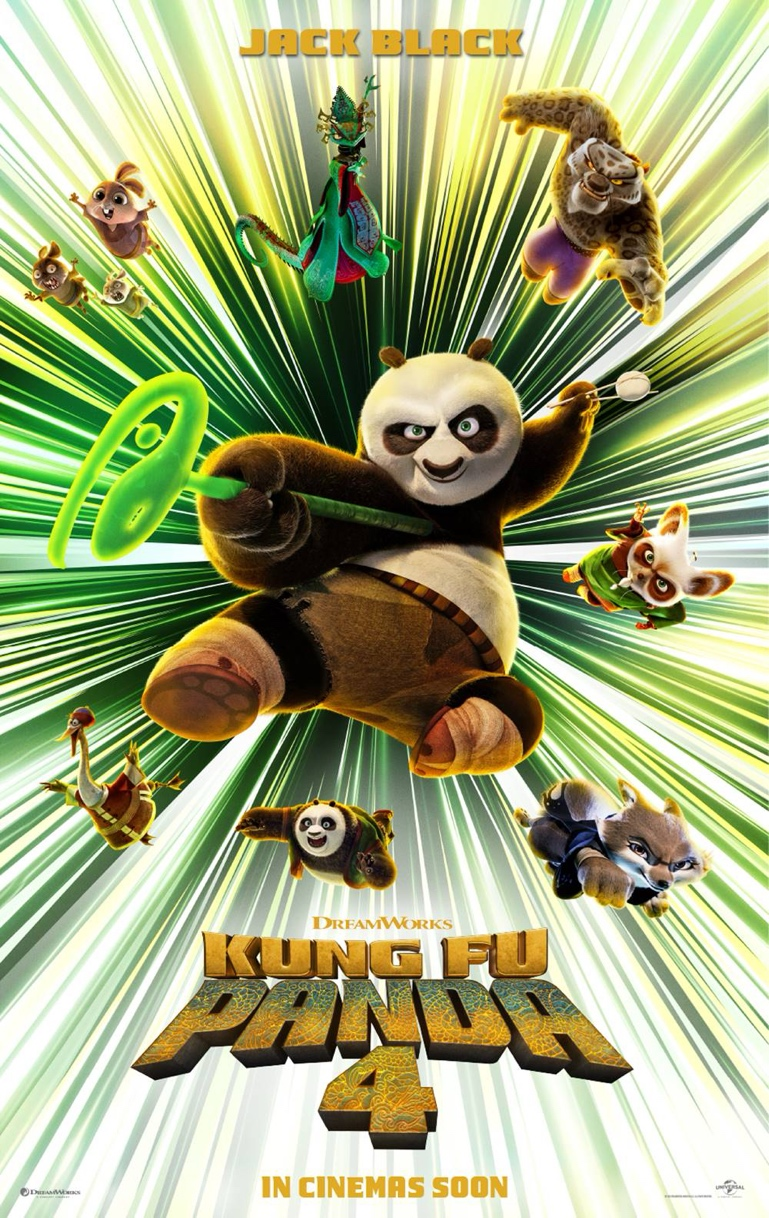 JACK BLACK
DREAMWORKS
KUNG FU
PANDA
4
IN CINEMAS SOON
DREAMWORKS
UNIVERSAL